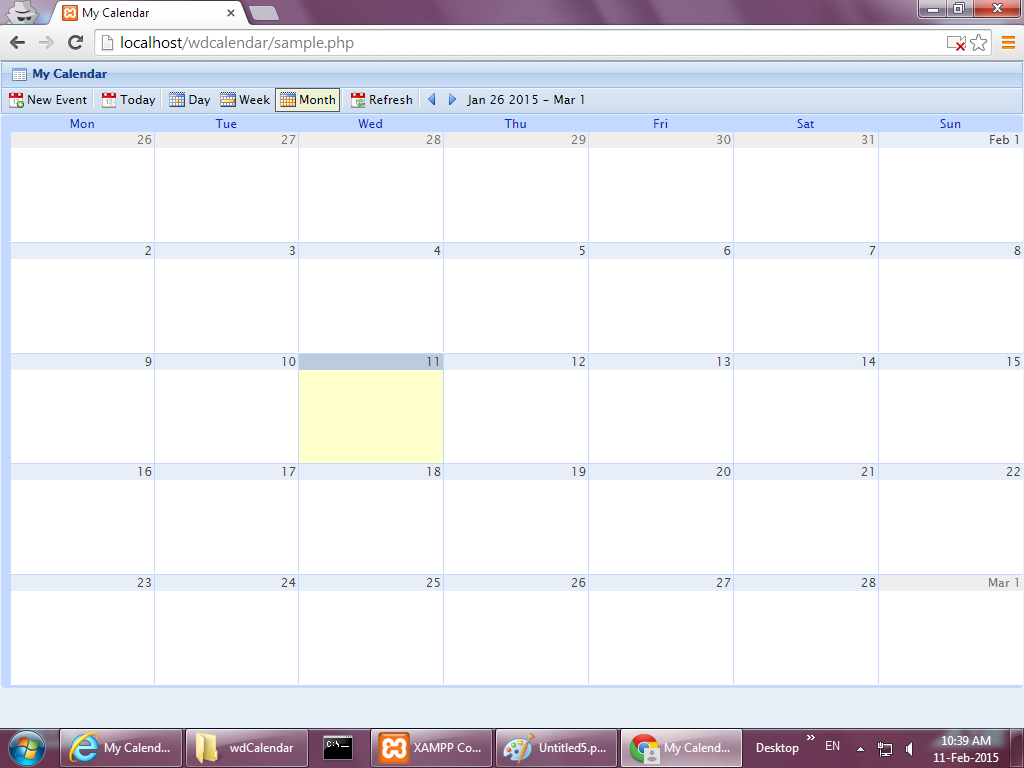 My Calendar
localhost/wdcalendar/sample.php
My Calendar
New Event Today Day Week Month Refresh Jan 26 2015 - Mar 1
Mon Tue Wed Thu Fri Sat Sun
26 27 28 29 30 31 Feb 1
2 3 4 5 6 7 8
9 10 11 12 13 14 15
16 17 18 19 20 21 22
23 24 25 26 27 28 Mar 1
My Calend... wdCalendar C:\._ XAMPP Co... Untitled5.p... My Calend... Desktop » EN 10:39 AM
11-Feb-2015